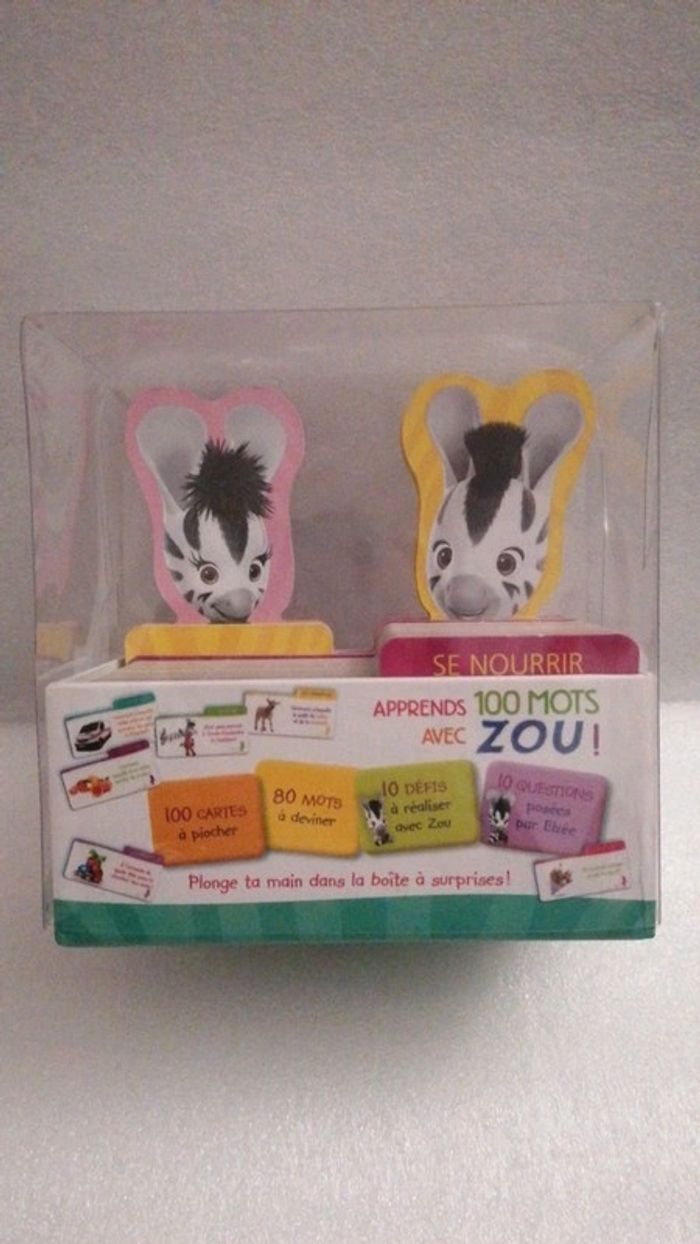 SE NOURRIR
APPRENDS 100 MOTS
AVEC ZOU !
100 CARTES
à piocher
80 MOTS
à deviner
10 DÉFIS
à réaliser
avec Zou
10 QUESTIONS
posées
par Elzée
Plonge ta main dans la boîte à surprises !